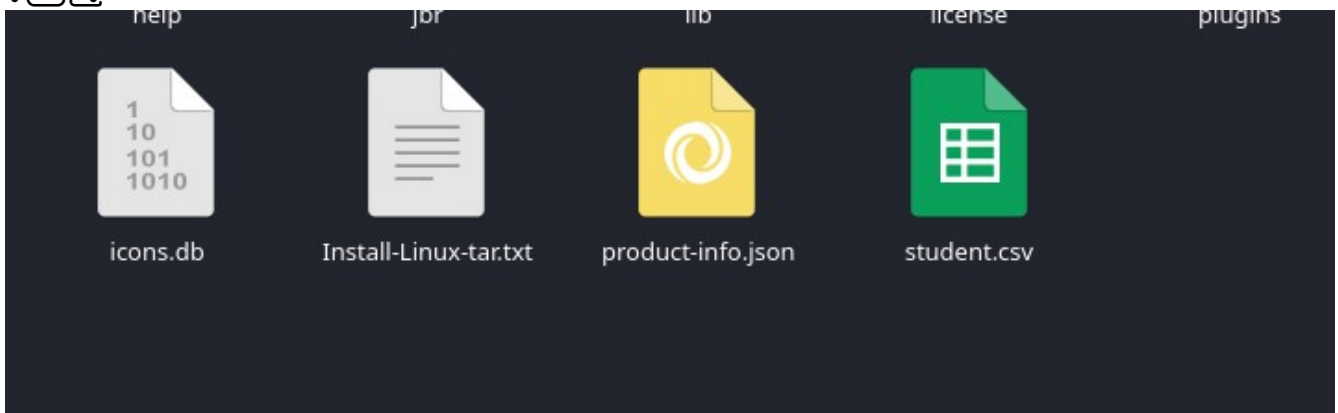 help jbr lib license plugins
1
10
101
1010
icons.db Install-Linux-tar.txt product-info.json student.csv